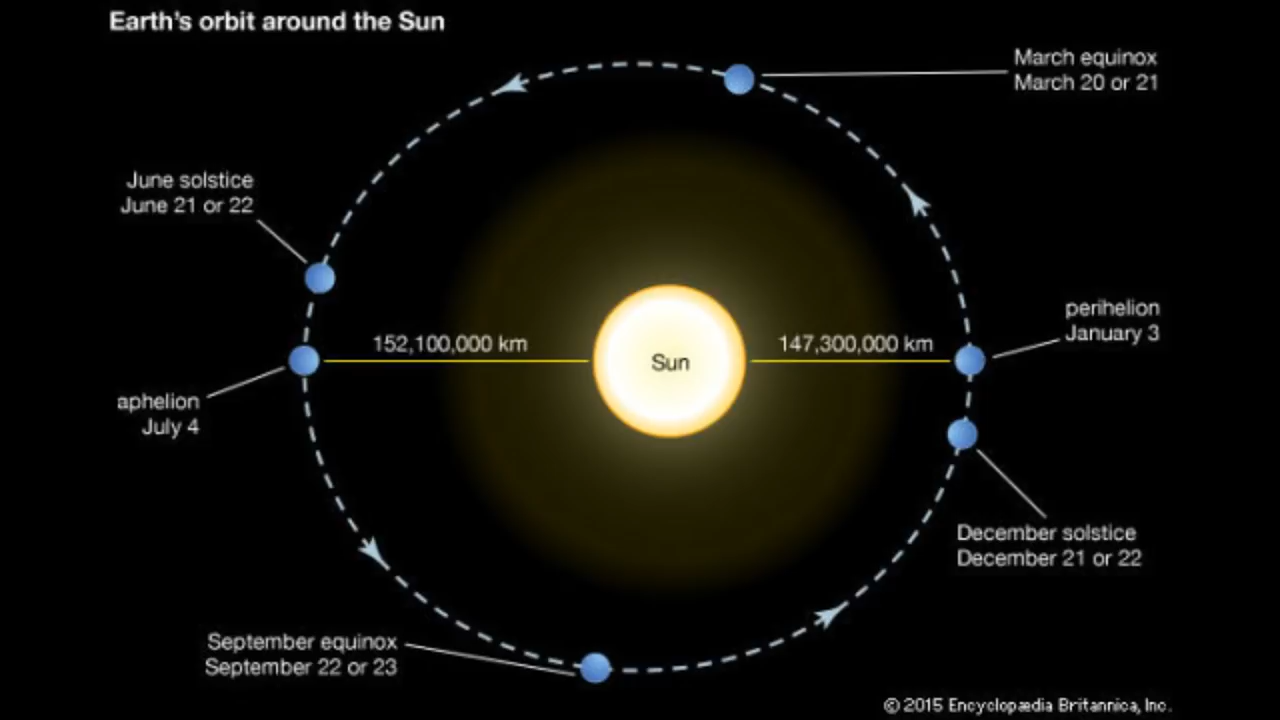 Earth's orbit around the Sun
March equinox
March 20 or 21
June solstice
June 21 or 22
perihelion
January 3
152,100,000 km
147,300,000 km
Sun
aphelion
July 4
December solstice
December 21 or 22
September equinox
September 22 or 23
© 2015 Encyclopædia Britannica, Inc.